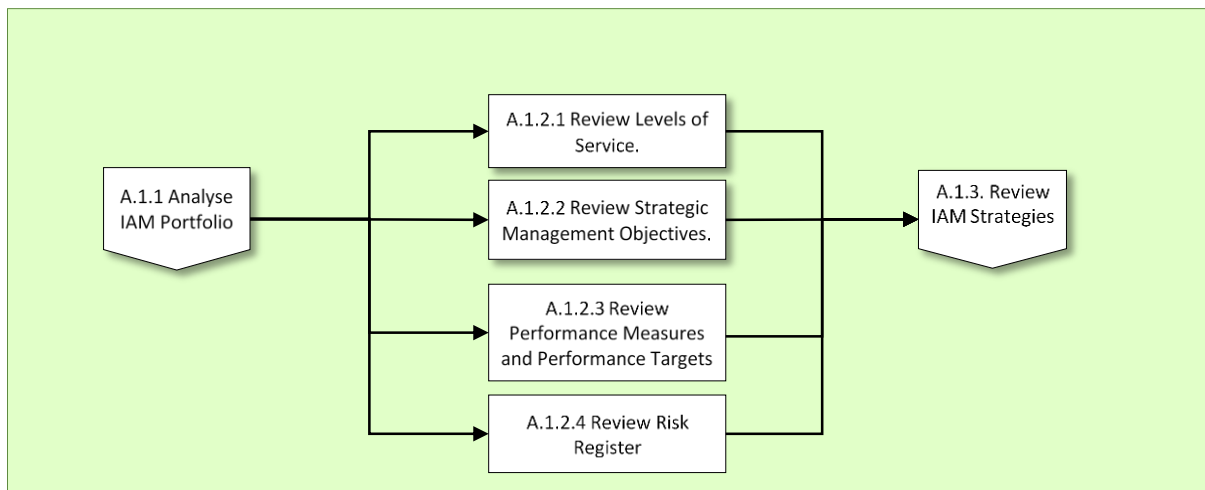 A.1.2.1 Review Levels of
Service.
A.1.1 Analyse
IAM Portfolio
A.1.2.2 Review Strategic
Management Objectives.
A.1.3. Review
IAM Strategies
A.1.2.3 Review
Performance Measures
and Performance Targets
A.1.2.4 Review Risk
Register